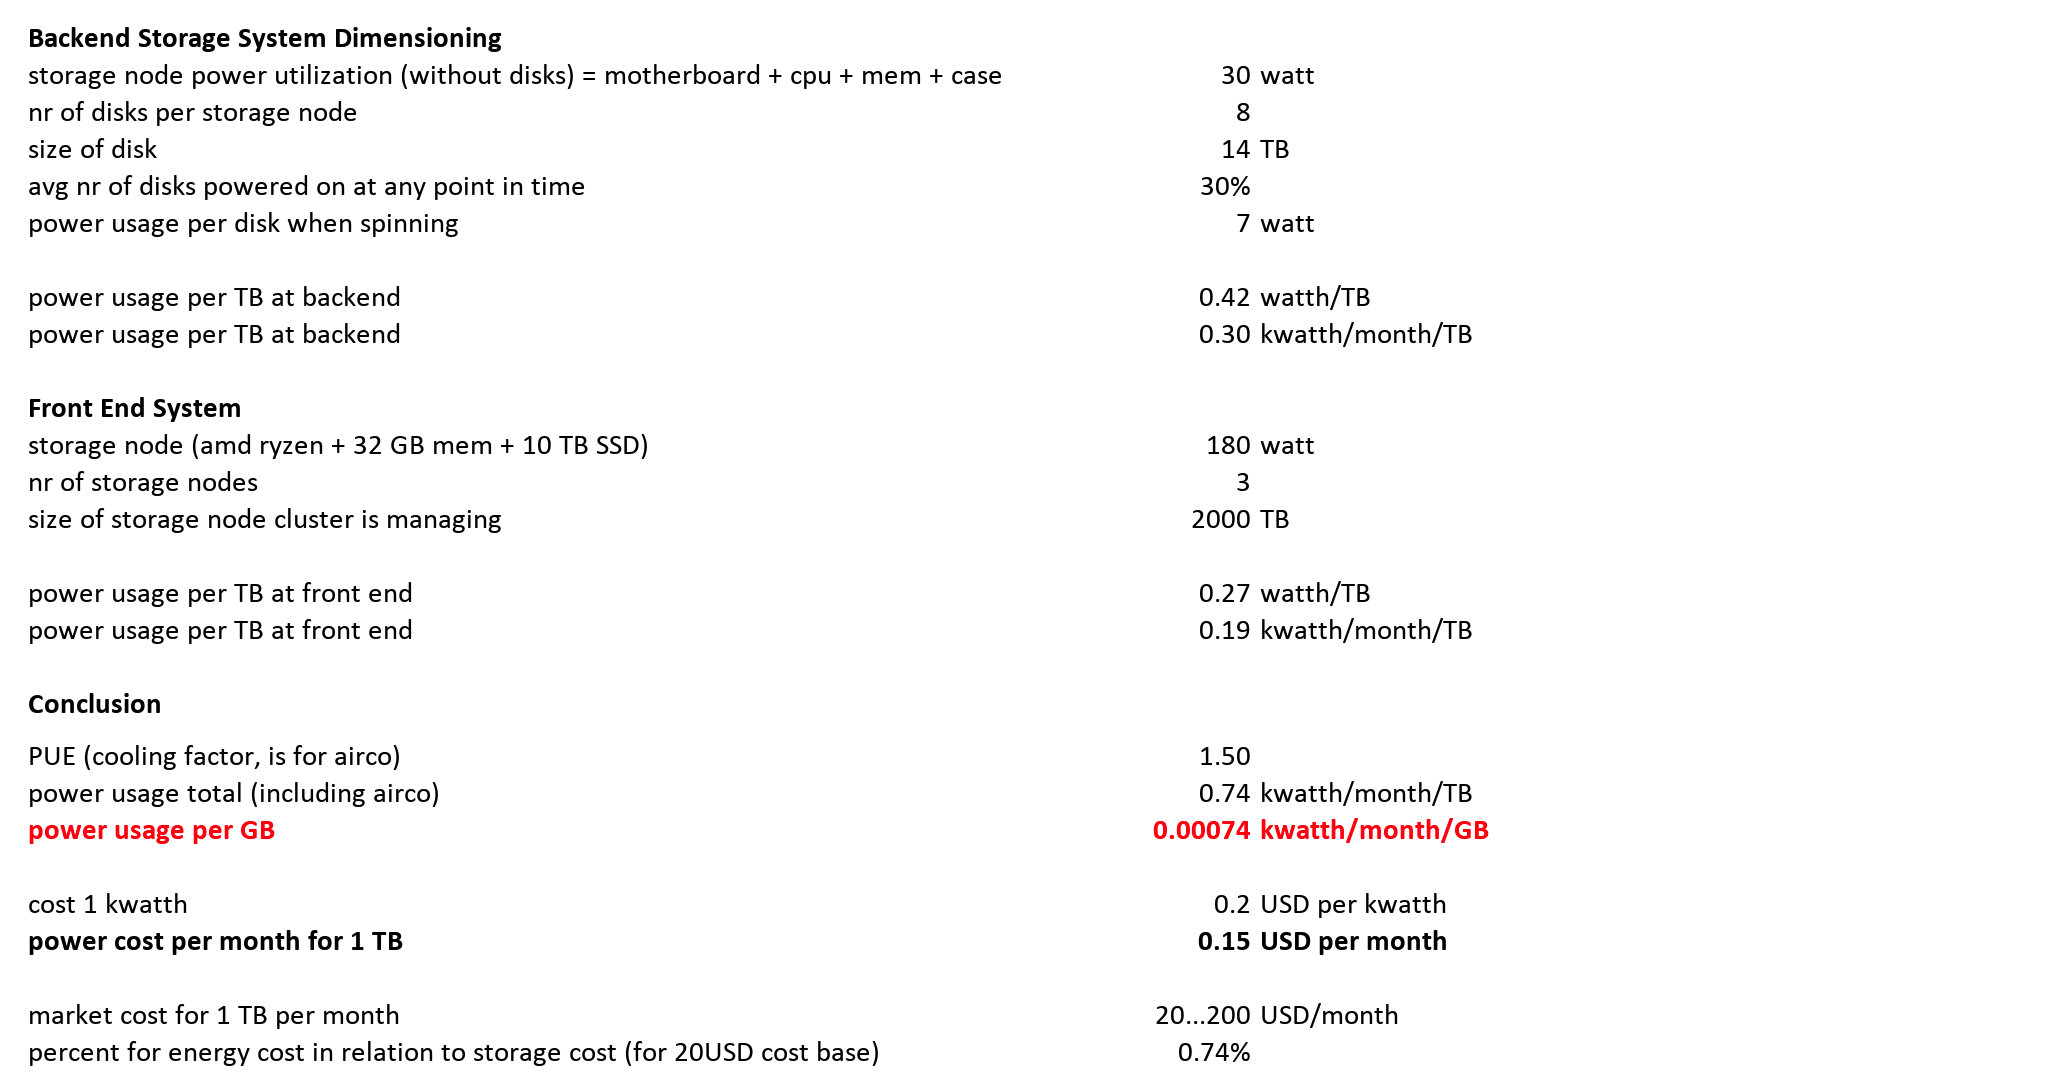 Backend Storage System Dimensioning
storage node power utilization (without disks) = motherboard + cpu + mem + case 30 watt
nr of disks per storage node 8
size of disk 14 TB
avg nr of disks powered on at any point in time 30%
power usage per disk when spinning 7 watt
power usage per TB at backend 0.42 watth/TB
power usage per TB at backend 0.30 kwatth/month/TB
Front End System
storage node (amd ryzen + 32 GB mem + 10 TB SSD) 180 watt
nr of storage nodes 3
size of storage node cluster is managing 2000 TB
power usage per TB at front end 0.27 watth/TB
power usage per TB at front end 0.19 kwatth/month/TB
Conclusion
PUE (cooling factor, is for airco) 1.50
power usage total (including airco) 0.74 kwatth/month/TB
power usage per GB 0.00074 kwatth/month/GB
cost 1 kwatth 0.2 USD per kwatth
power cost per month for 1 TB 0.15 USD per month
market cost for 1 TB per month 20...200 USD/month
percent for energy cost in relation to storage cost (for 20USD cost base) 0.74%